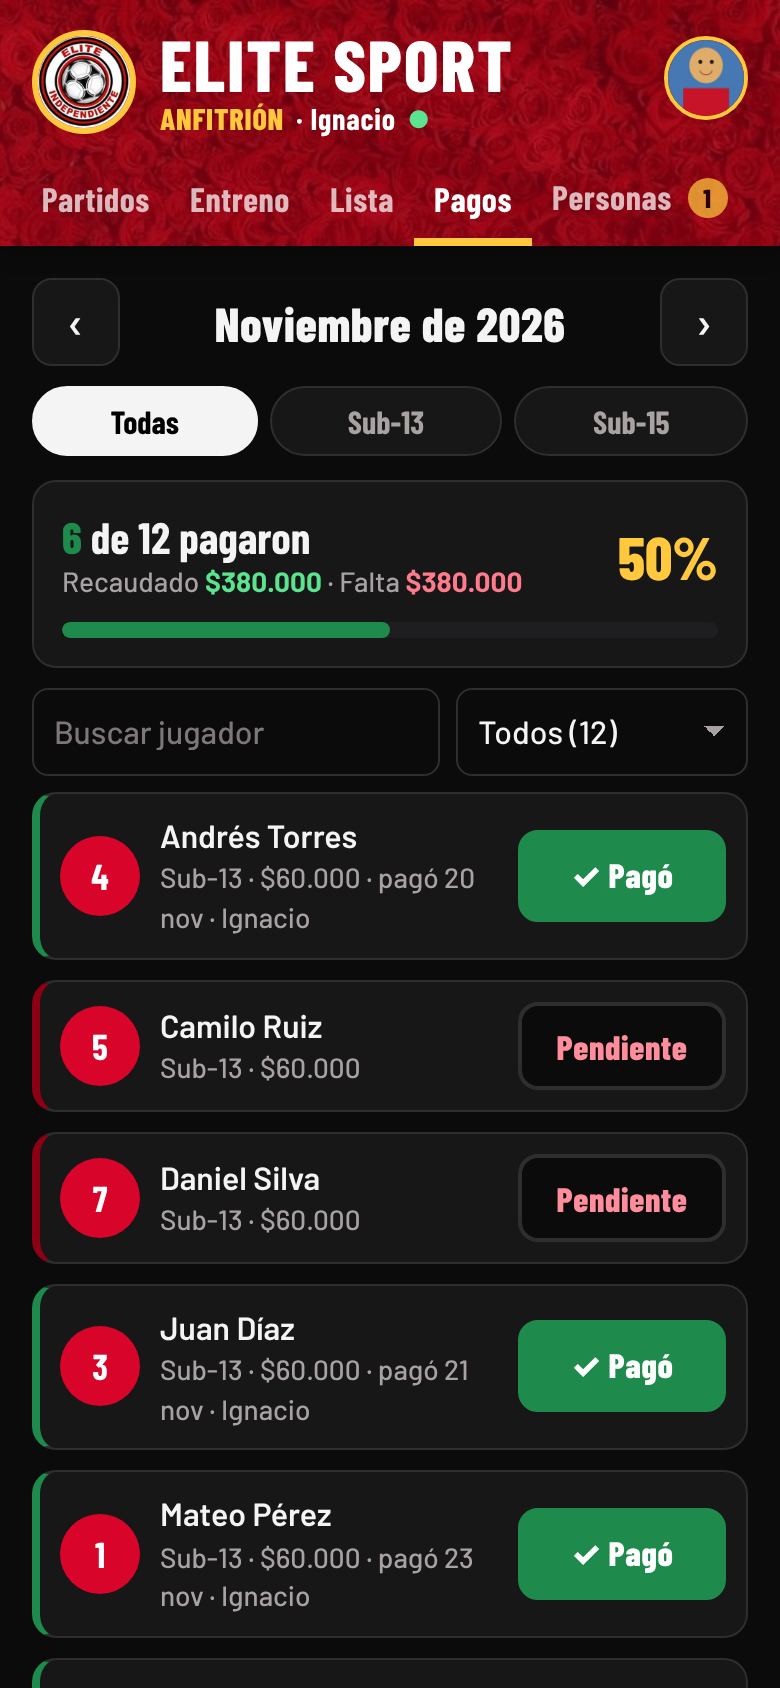 ELITE
INDEPENDIENTE
ELITE SPORT
ANFITRIÓN · Ignacio
Partidos Entreno Lista Pagos Personas 1
‹ Noviembre de 2026 ›
Todas Sub-13 Sub-15
6 de 12 pagaron
50%
Recaudado $380.000 · Falta $380.000
Buscar jugador Todos (12)
4
Andrés Torres
Sub-13 · $60.000 · pagó 20
nov · Ignacio
✓ Pagó
5
Camilo Ruiz
Sub-13 · $60.000
Pendiente
7
Daniel Silva
Sub-13 · $60.000
Pendiente
3
Juan Díaz
Sub-13 · $60.000 · pagó 21
nov · Ignacio
✓ Pagó
1
Mateo Pérez
Sub-13 · $60.000 · pagó 23
nov · Ignacio
✓ Pagó